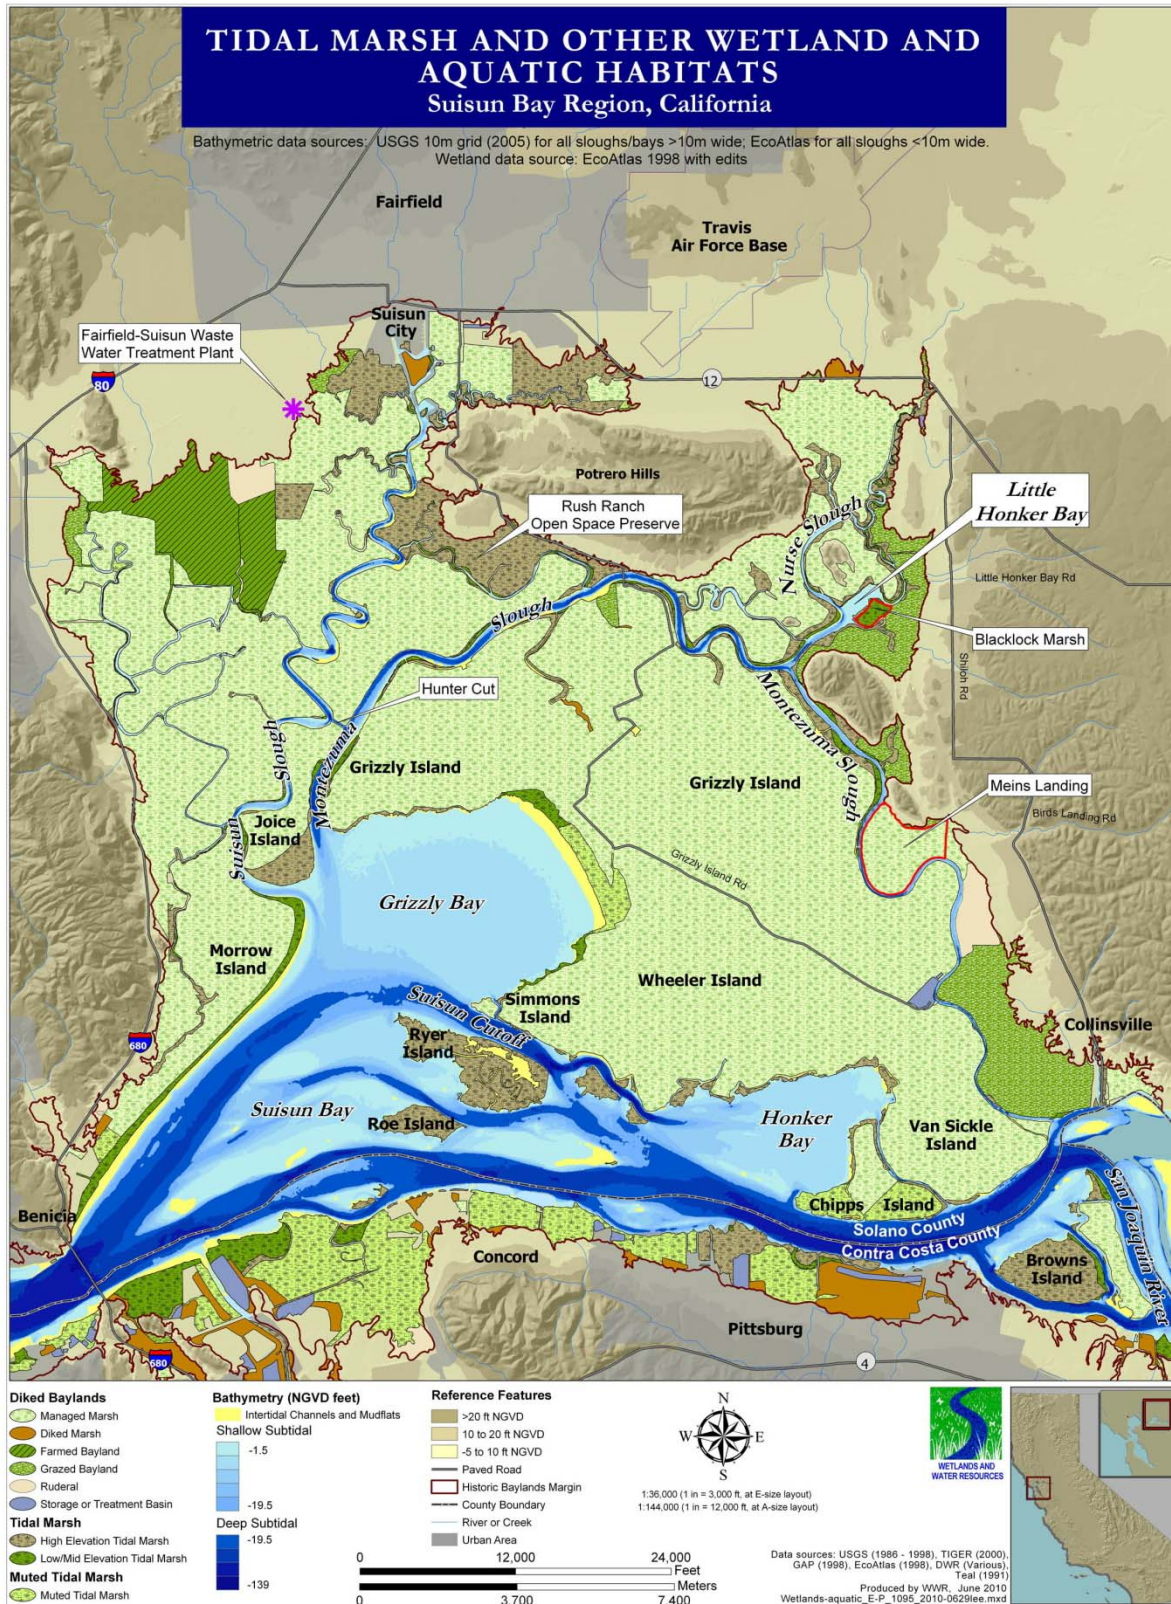 TIDAL MARSH AND OTHER WETLAND AND
AQUATIC HABITATS
Suisun Bay Region, California
Bathymetric data sources: USGS 10m grid (2005) for all sloughs/bays >10m wide; EcoAtlas for all sloughs <10m wide.
Wetland data source: EcoAtlas 1998 with edits
Fairfield
Travis
Air Force Base
Suisun
City
Fairfield-Suisun Waste
Water Treatment Plant
80
12
Potrero Hills
Rush Ranch
Open Space Preserve
Little
Honker Bay
Nurse Slough
Little Honker Bay Rd
Blacklock Marsh
Shiloh Rd
Hunter Cut
Montezuma Slough
Suisun Slough
Montezuma Slough
Grizzly Island
Grizzly Island
Meins Landing
Birds Landing Rd
Joice
Island
Grizzly Island Rd
Grizzly Bay
Morrow
Island
Wheeler Island
Simmons
Island
Suisun Cutoff
Ryer
Island
Collinsville
680
Suisun Bay
Roe Island
Honker
Bay
Van Sickle
Island
Chipps Island
San Joaquin River
Benicia
Solano County
Contra Costa County
Concord
Browns
Island
Pittsburg
680
4
Diked Baylands
Managed Marsh
Diked Marsh
Farmed Bayland
Grazed Bayland
Ruderal
Storage or Treatment Basin
Tidal Marsh
High Elevation Tidal Marsh
Low/Mid Elevation Tidal Marsh
Muted Tidal Marsh
Muted Tidal Marsh
Bathymetry (NGVD feet)
Intertidal Channels and Mudflats
Shallow Subtidal
-1.5
-19.5
Deep Subtidal
-19.5
-139
Reference Features
>20 ft NGVD
10 to 20 ft NGVD
-5 to 10 ft NGVD
Paved Road
Historic Baylands Margin
County Boundary
River or Creek
Urban Area
0 12,000 24,000
Feet
Meters
0 3,700 7,400
N
W E
S
1:36,000 (1 in = 3,000 ft, at E-size layout)
1:144,000 (1 in = 12,000 ft, at A-size layout)
WETLANDS AND
WATER RESOURCES
Data sources: USGS (1986 - 1998), TIGER (2000),
GAP (1998), EcoAtlas (1998), DWR (Various),
Teal (1991)
Produced by WWR, June 2010
Wetlands-aquatic_E-P_1095_2010-0629lee.mxd